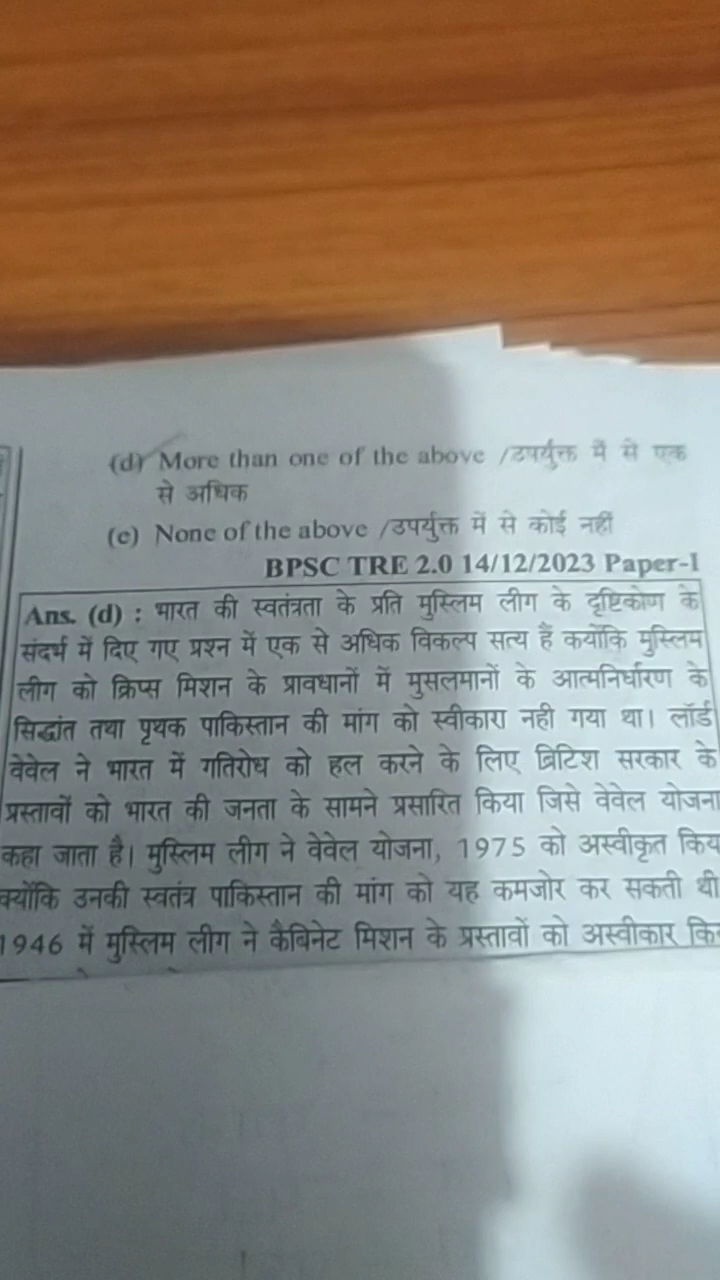 (d) More than one of the above /उपर्युक्त में से एक
से अधिक
(e) None of the above /उपर्युक्त में से कोई नहीं
BPSC TRE 2.0 14/12/2023 Paper-I
Ans. (d) : भारत की स्वतंत्रता के प्रति मुस्लिम लीग के दृष्टिकोण के
संदर्भ में दिए गए प्रश्न में एक से अधिक विकल्प सत्य हैं क्योंकि मुस्लिम
लीग को क्रिप्स मिशन के प्रावधानों में मुसलमानों के आत्मनिर्धारण के
सिद्धांत तथा पृथक पाकिस्तान की मांग को स्वीकारा नही गया था। लॉर्ड
वेवेल ने भारत में गतिरोध को हल करने के लिए ब्रिटिश सरकार के
प्रस्तावों को भारत की जनता के सामने प्रसारित किया जिसे वेवेल योजना
कहा जाता है। मुस्लिम लीग ने वेवेल योजना, 1975 को अस्वीकृत किय
क्योंकि उनकी स्वतंत्र पाकिस्तान की मांग को यह कमजोर कर सकती थी
1946 में मुस्लिम लीग ने कैबिनेट मिशन के प्रस्तावों को अस्वीकार कि